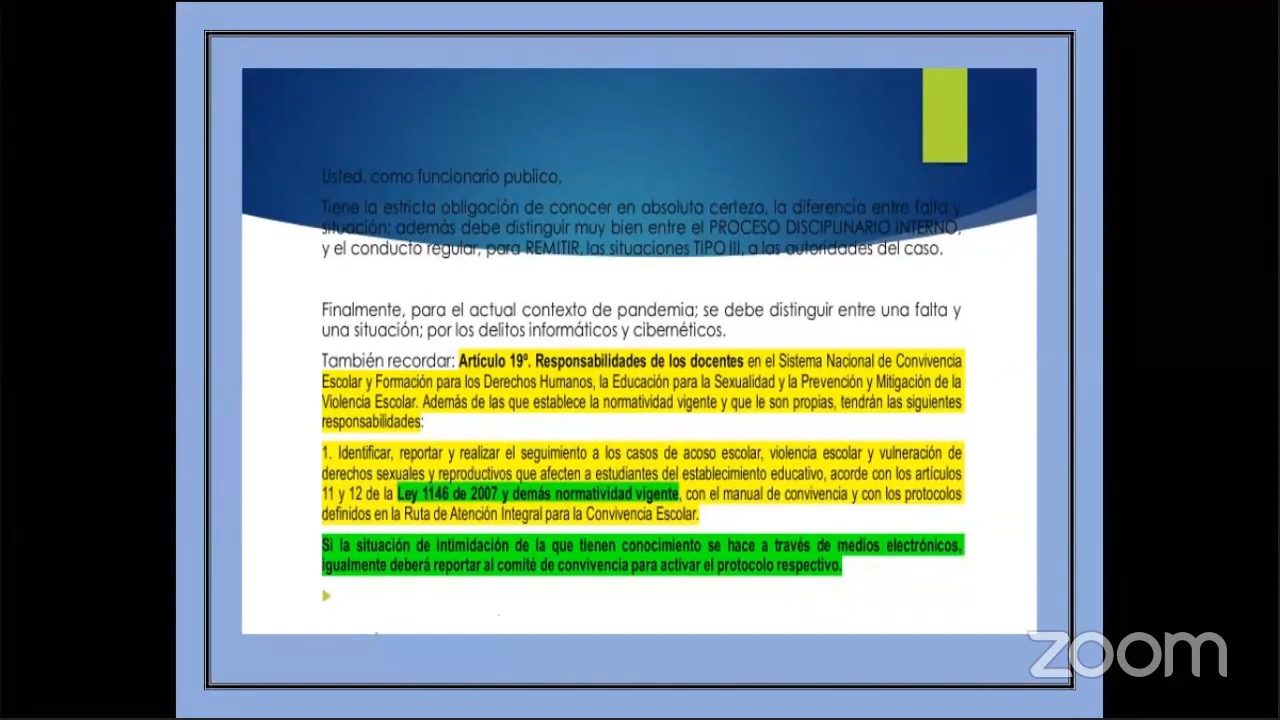 Usted, como funcionario publico,
Tiene la estricta obligación de conocer en absoluta certeza, la diferencia entre falta y
situación; además debe distinguir muy bien entre el PROCESO DISCIPLINARIO INTERNO,
y el conducto regular, para REMITIR, las situaciones TIPO III, a las autoridades del caso.
Finalmente, para el actual contexto de pandemia; se debe distinguir entre una falta y
una situación; por los delitos informáticos y cibernéticos.
También recordar: Artículo 19º. Responsabilidades de los docentes en el Sistema Nacional de Convivencia
Escolar y Formación para los Derechos Humanos, la Educación para la Sexualidad y la Prevención y Mitigación de la
Violencia Escolar. Además de las que establece la normatividad vigente y que le son propias, tendrán las siguientes
responsabilidades:
1. Identificar, reportar y realizar el seguimiento a los casos de acoso escolar, violencia escolar y vulneración de
derechos sexuales y reproductivos que afecten a estudiantes del establecimiento educativo, acorde con los artículos
11 y 12 de la Ley 1146 de 2007 y demás normatividad vigente, con el manual de convivencia y con los protocolos
definidos en la Ruta de Atención Integral para la Convivencia Escolar.
Si la situación de intimidación de la que tienen conocimiento se hace a través de medios electrónicos,
igualmente deberá reportar al comité de convivencia para activar el protocolo respectivo.
zoom